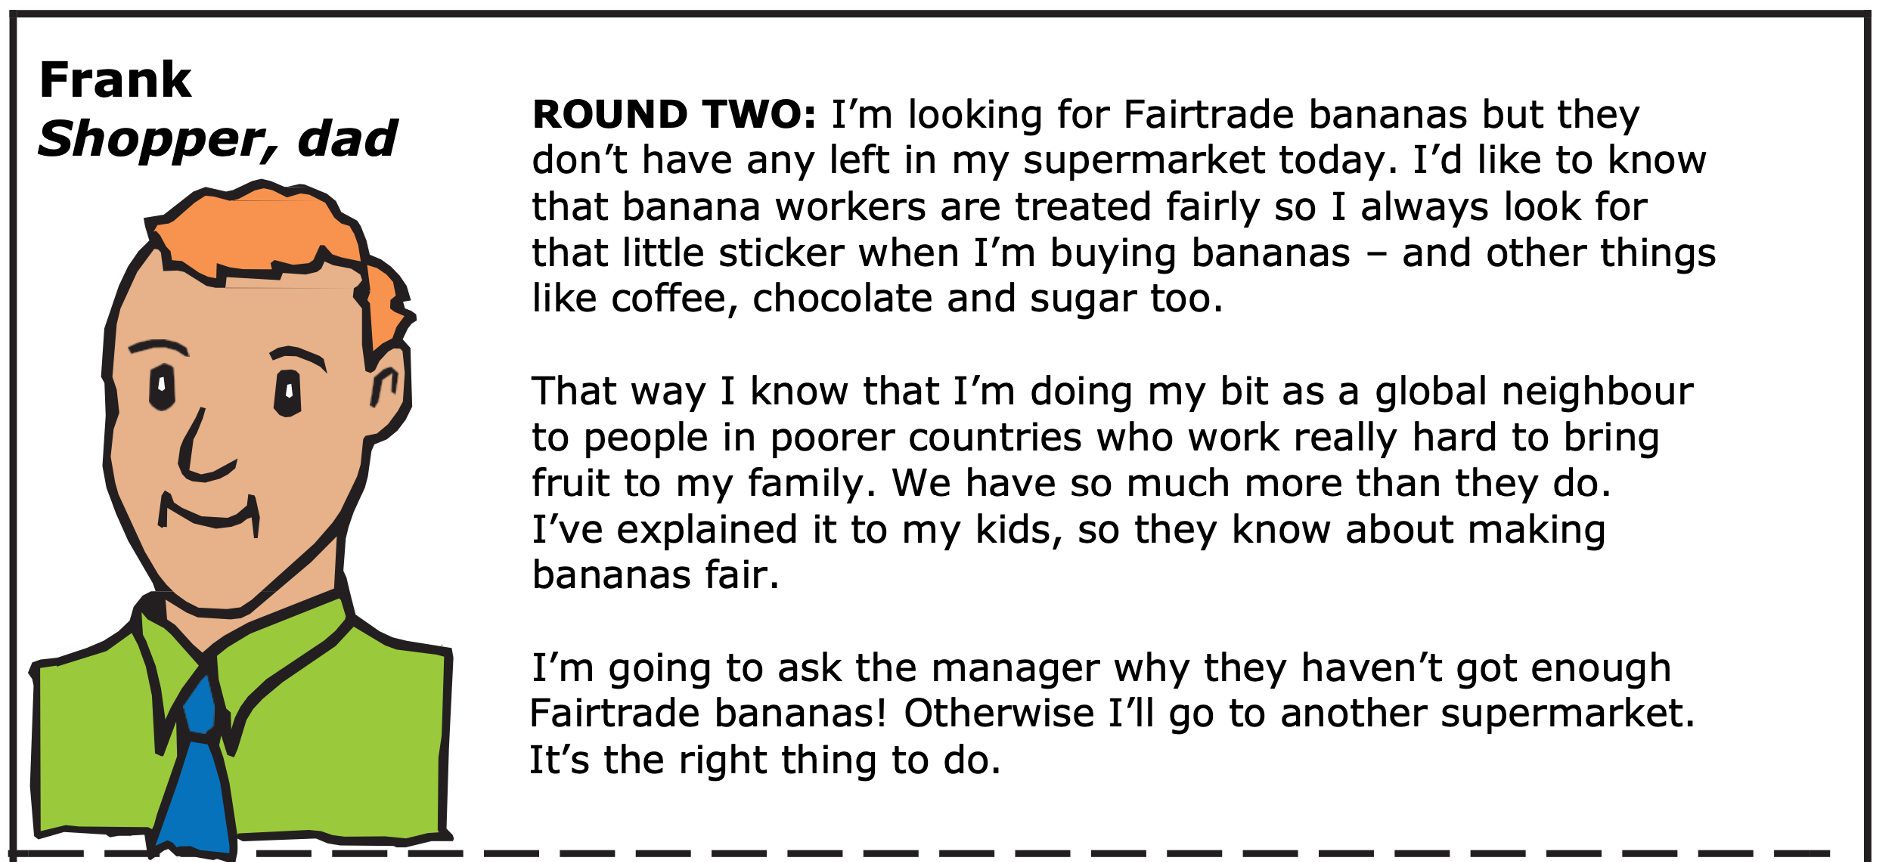 Frank
Shopper, dad
ROUND TWO: I’m looking for Fairtrade bananas but they
don’t have any left in my supermarket today. I’d like to know
that banana workers are treated fairly so I always look for
that little sticker when I’m buying bananas – and other things
like coffee, chocolate and sugar too.
That way I know that I’m doing my bit as a global neighbour
to people in poorer countries who work really hard to bring
fruit to my family. We have so much more than they do.
I’ve explained it to my kids, so they know about making
bananas fair.
I’m going to ask the manager why they haven’t got enough
Fairtrade bananas! Otherwise I’ll go to another supermarket.
It’s the right thing to do.